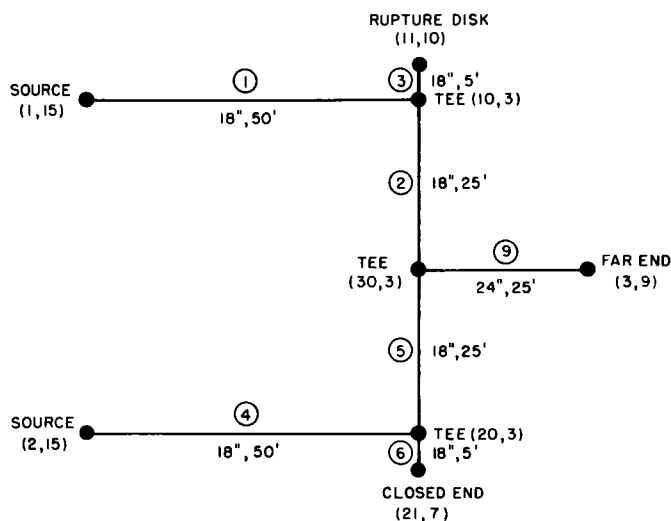 RUPTURE DISK
(11,10)
① 
③ 18",5'
SOURCE
(1,15)
TEE (10,3)
18",50'
② 18",25'
TEE
(30,3)
⑨
FAR END
(3,9)
24",25'
⑤ 18",25'
④
SOURCE
(2,15)
TEE (20,3)
18",50'
⑥ 18",5'
CLOSED END
(21,7)